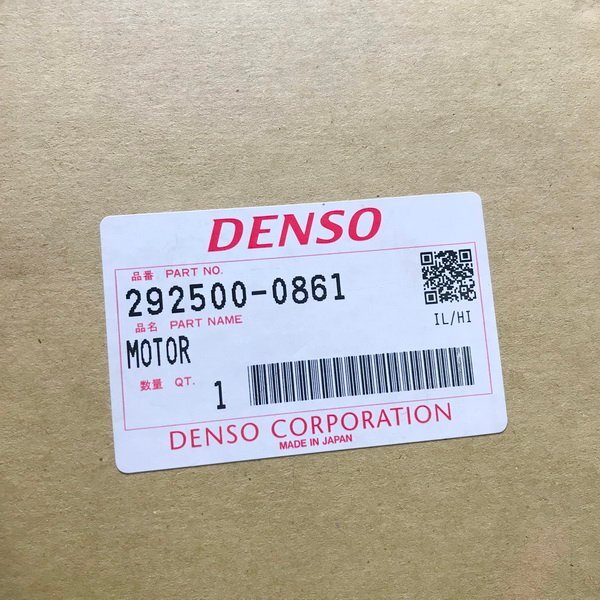 DENSO
品番 PART NO.
292500-0861
品名 PART NAME
IL/HI
MOTOR
数量 QT. 1
DENSO CORPORATION
MADE IN JAPAN